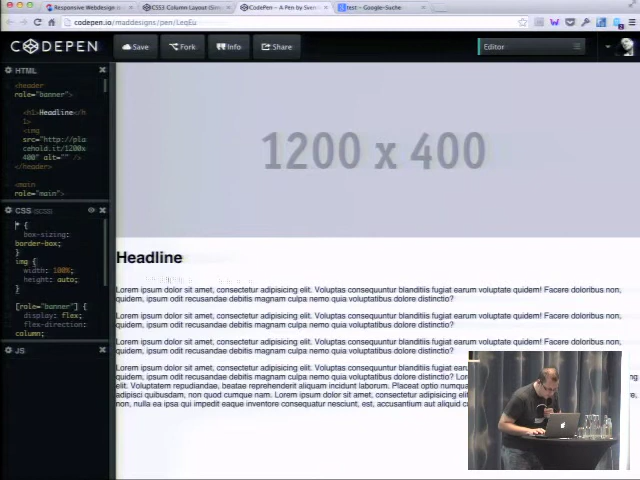 Responsive Webdesign
CSS3 Column Layout (Sim
CodePen - A Pen by Sven
test - Google-Suche
codepen.io/maddesigns/pen/LeqEu
CODEPEN
Save
Fork
Info
Share
Editor
HTML
<header
role="banner">
<h1>Headline</h
1>
<img
src="http://pla
cehold.it/1200x
400" alt="" />
</header>
<main
role="main">
CSS (SCSS)
* {
box-sizing:
border-box;
}
img {
width: 100%;
height: auto;
}
[role="banner"] {
display: flex;
flex-direction:
column;
JS
1200 x 400
Headline
Lorem ipsum dolor sit amet, consectetur adipisicing elit. Voluptas consequuntur blanditiis fugiat earum voluptate quidem! Facere doloribus non,
quidem, ipsum odit recusandae debitis magnam culpa nemo quia voluptatibus dolore distinctio?
Lorem ipsum dolor sit amet, consectetur adipisicing elit. Voluptas consequuntur blanditiis fugiat earum voluptate quidem! Facere doloribus non,
quidem, ipsum odit recusandae debitis magnam culpa nemo quia voluptatibus dolore distinctio?
Lorem ipsum dolor sit amet, consectetur adipisicing elit. Voluptas consequuntur blanditiis fugiat earum voluptate quidem! Facere doloribus non,
quidem, ipsum odit recusandae debitis magnam culpa nemo quia
Lorem ipsum dolor sit amet, consectetur adipisicing elit. Voluptas
quidem, ipsum odit recusandae debitis magnam culpa nemo quia voluptatibus dolore distinctio?
elit. Voluptatem repudiandae, beatae reprehenderit aliquam incidunt laborum. Placeat optio numqua
adipisci quibusdam, non quod cumque nam. Lorem ipsum dolor sit amet, consectetur adipisicing elit.
non, nulla ea ipsa qui impedit eaque inventore consequatur nesciunt, est, accusantium aut aliquid c